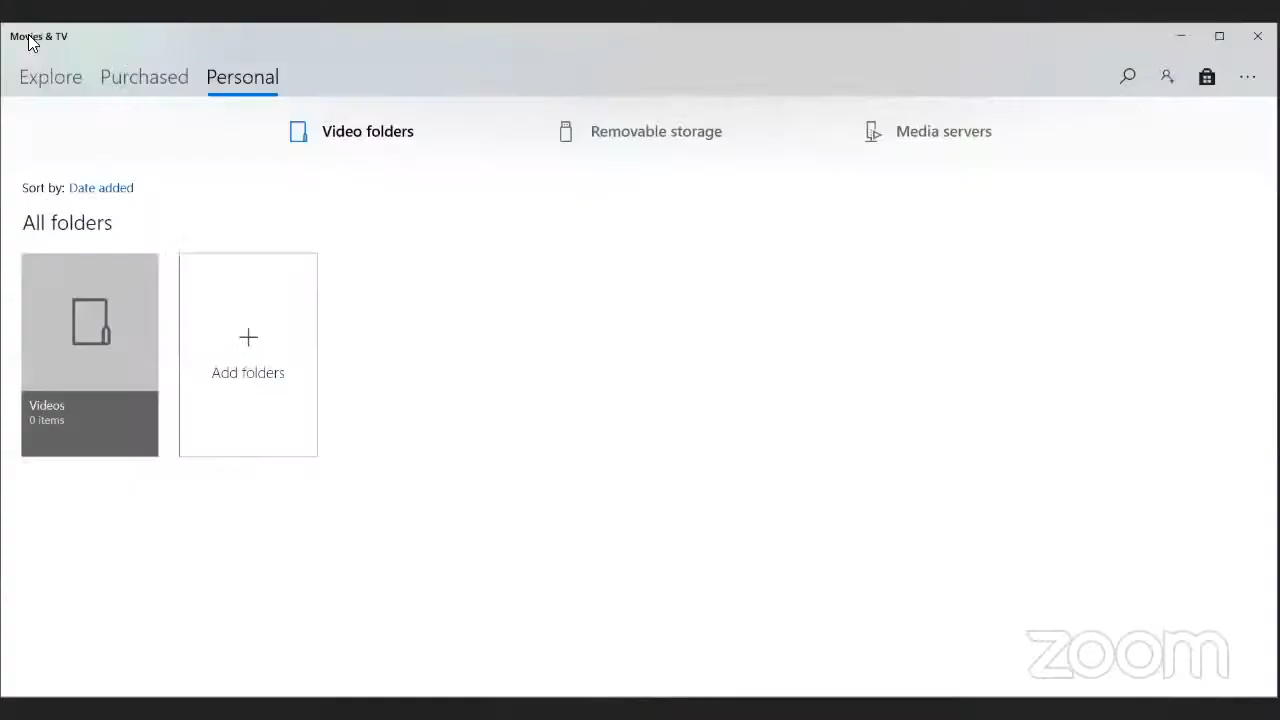 Movies & TV
Explore Purchased Personal
Video folders Removable storage Media servers
Sort by: Date added
All folders
Add folders
Videos
0 items
zoom